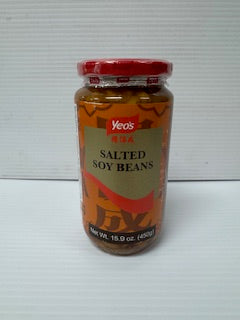 Yeo's
SALTED
SOY BEANS
Net Wt. 15.9 oz. (450g)